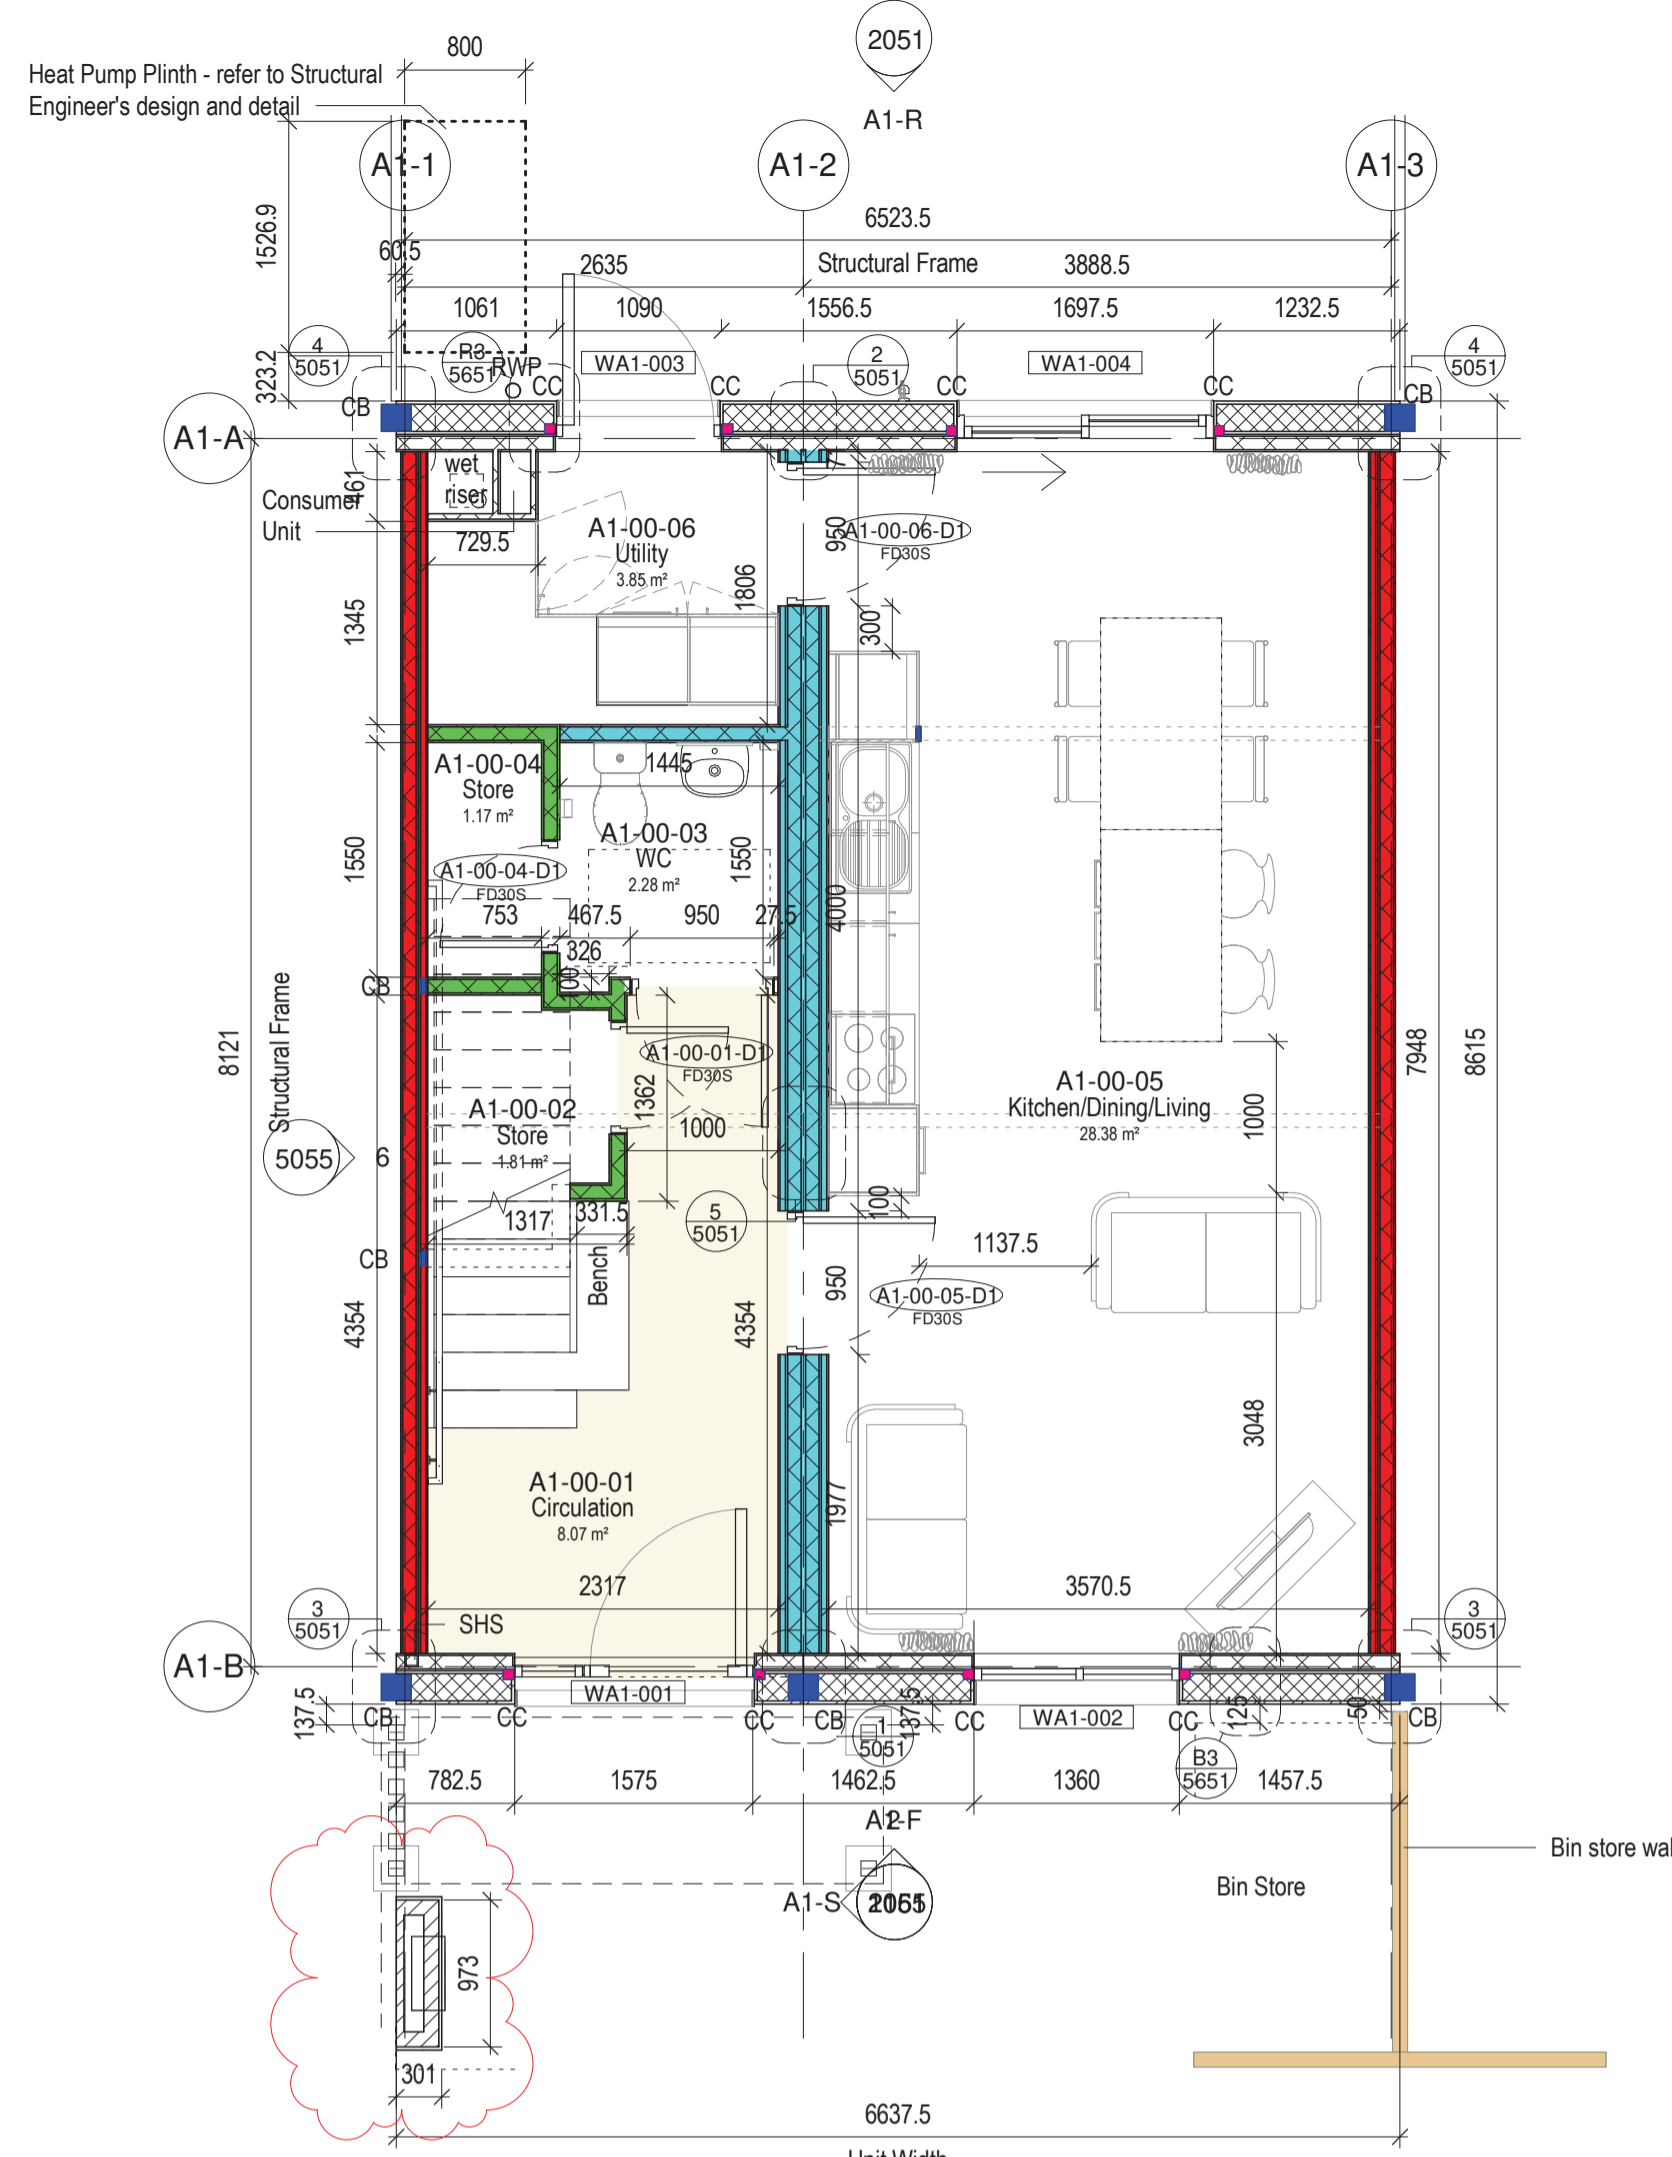 800
2051
Heat Pump Plinth - refer to Structural
Engineer's design and detail
A1-R
A1-1
A1-2
A1-3
1526.9
6523.5
60.5
2635
Structural Frame
3888.5
1061
1090
1556.5
1697.5
1232.5
323.2
4
5051
R3
5651
RWP
WA1-003
2
5051
WA1-004
4
5051
CB
CC
CC
CC
CC
CB
A1-A
wet
riser
Consumer
Unit
461
729.5
A1-00-06
Utility
3.85 m²
950
A1-00-06-D1
FD30S
1345
1806
300
A1-00-04
Store
1.17 m²
1445
A1-00-03
WC
2.28 m²
1550
1550
A1-00-04-D1
FD30S
4000
753
467.5
950
27.5
326
100
CB
Structural Frame
8121
A1-00-01-D1
FD30S
1362
1000
A1-00-02
Store
1.81 m²
A1-00-05
Kitchen/Dining/Living
28.38 m²
1000
7948
8615
5055
6
5
5051
100
1317
331.5
Bench
CB
1137.5
950
A1-00-05-D1
FD30S
4354
4354
3048
1977
A1-00-01
Circulation
8.07 m²
2317
3570.5
3
5051
SHS
3
5051
A1-B
WA1-001
WA1-002
137.5
CB
CC
CC
CB
137.5
CC
CC
125
50
CB
1
5051
B3
5651
782.5
1575
1462.5
1360
1457.5
Bin Store
A1-S
973
301
6637.5